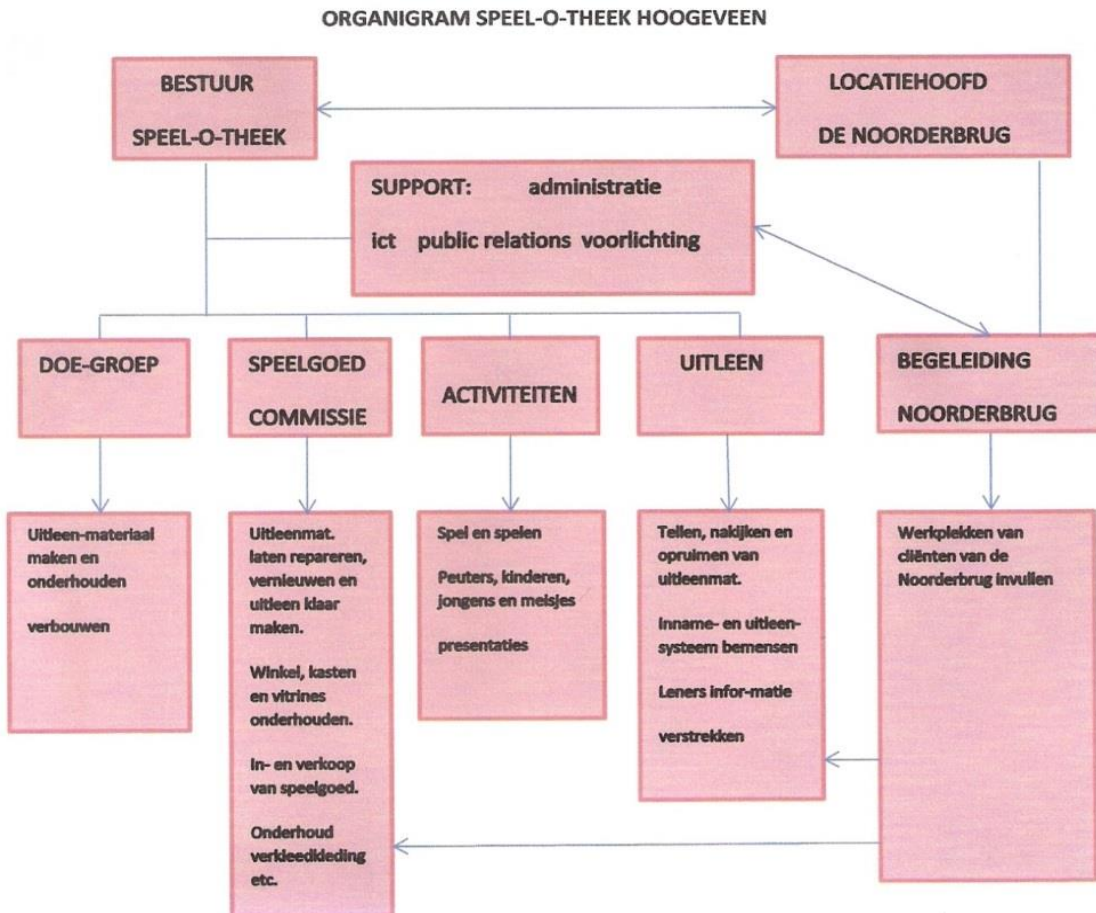 ORGANIGRAM SPEEL-O-THEEK HOOGEVEEN
BESTUUR
SPEEL-O-THEEK
LOCATIEHOOFD
DE NOORDERBRUG
SUPPORT: administratie
ict public relations voorlichting
DOE-GROEP
SPEELGOED
COMMISSIE
ACTIVITEITEN
UITLEEN
BEGELEIDING
NOORDERBRUG
Uitleen-materiaal
maken en
onderhouden
verbouwen
Uitleenmat.
laten repareren,
vernieuwen en
uitleen klaar
maken.
Winkel, kasten
en vitrines
onderhouden.
In- en verkoop
van speelgoed.
Onderhoud
verkleedkleding
etc.
Spel en spelen
Peuters, kinderen,
jongens en meisjes
presentaties
Tellen, nakijken en
opruimen van
uitleenmat.
Inname- en uitleen-
systeem bemensen
Leners infor-matie
verstrekken
Werkplekken van
cliënten van de
Noorderbrug invullen